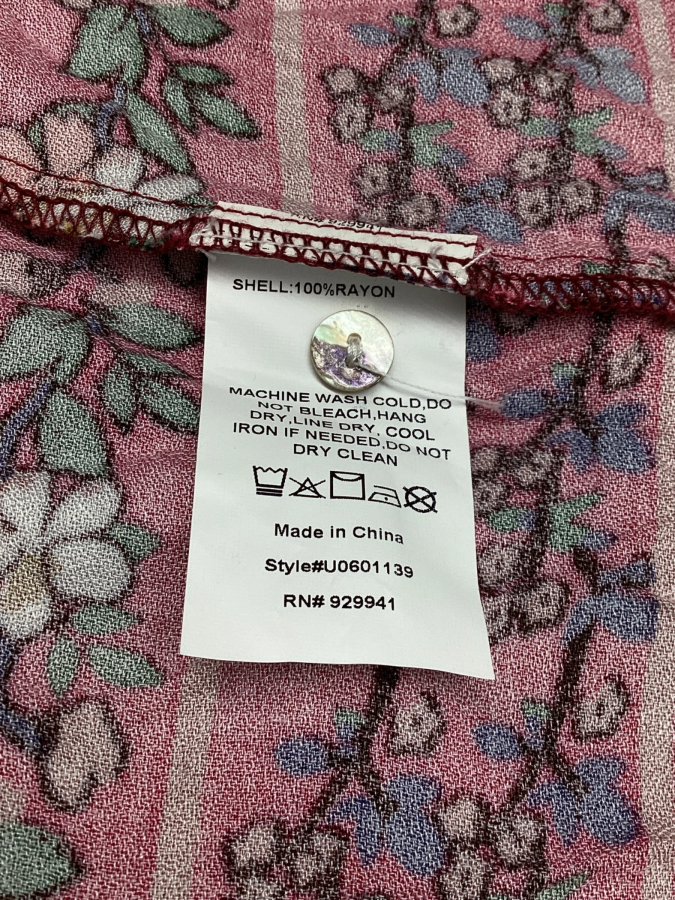 SHELL:100%RAYON
MACHINE WASH COLD,DO
NOT BLEACH,HANG
DRY,LINE DRY, COOL
IRON IF NEEDED,DO NOT
DRY CLEAN
Made in China
Style#U0601139
RN# 929941